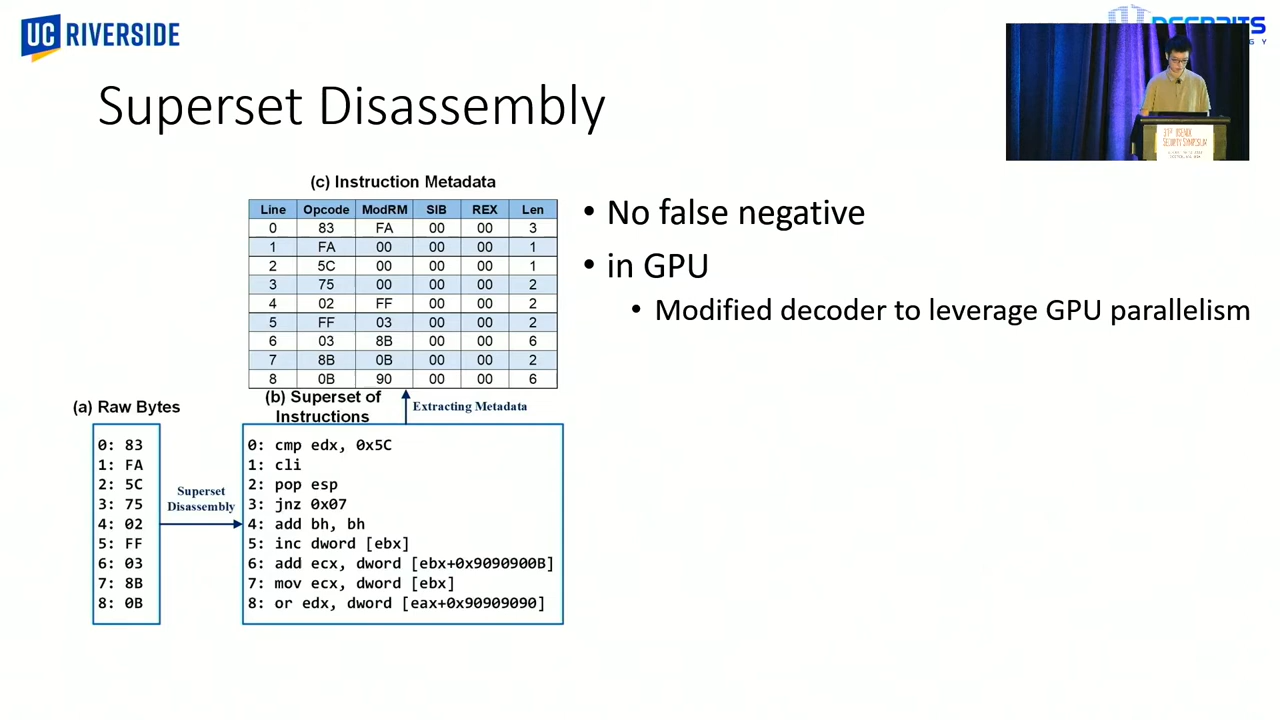 UC RIVERSIDE
Superset Disassembly
(c) Instruction Metadata
Line Opcode ModRM SIB REX Len
0 83 FA 00 00 3
1 FA 00 00 00 1
2 5C 00 00 00 1
3 75 00 00 00 2
4 02 FF 00 00 2
5 FF 03 00 00 2
6 03 8B 00 00 6
7 8B 0B 00 00 2
8 0B 90 00 00 6
(a) Raw Bytes
0: 83
1: FA
2: 5C
3: 75
4: 02
5: FF
6: 03
7: 8B
8: 0B
Superset
Disassembly
(b) Superset of
Instructions
Extracting Metadata
0: cmp edx, 0x5C
1: cli
2: pop esp
3: jnz 0x07
4: add bh, bh
5: inc dword [ebx]
6: add ecx, dword [ebx+0x9090900B]
7: mov ecx, dword [ebx]
8: or edx, dword [eax+0x90909090]
• No false negative
• in GPU
• Modified decoder to leverage GPU parallelism
31ST USENIX
SECURITY SYMPOSIUM